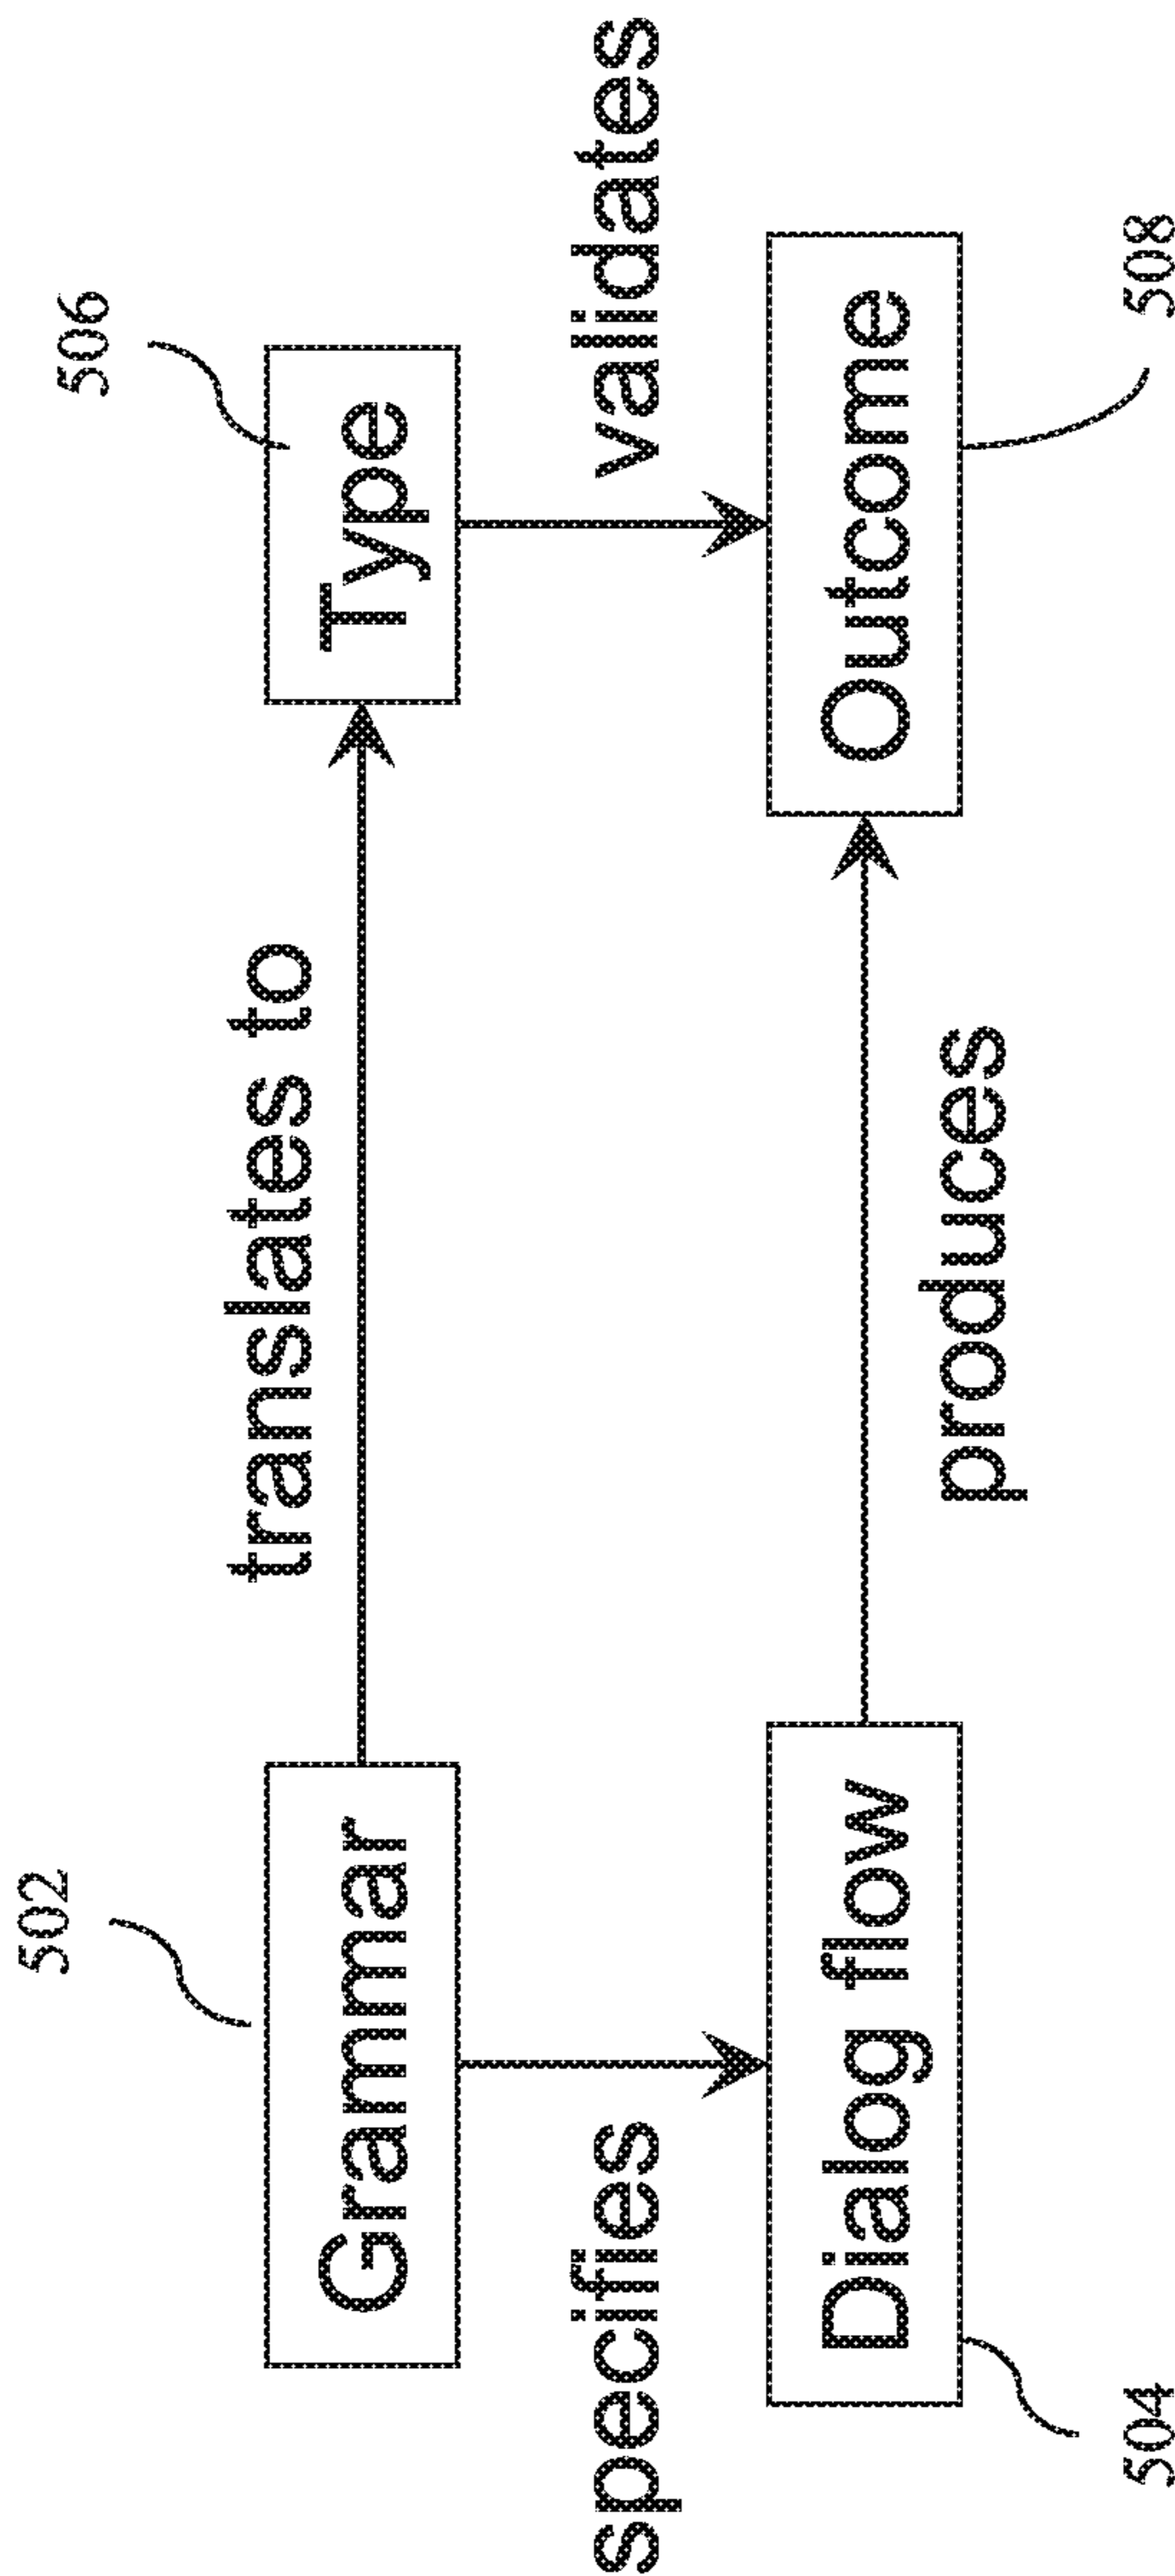 502
506
translates to
Grammar
Type
specifies
validates
Dialog flow
Outcome
produces
504
508